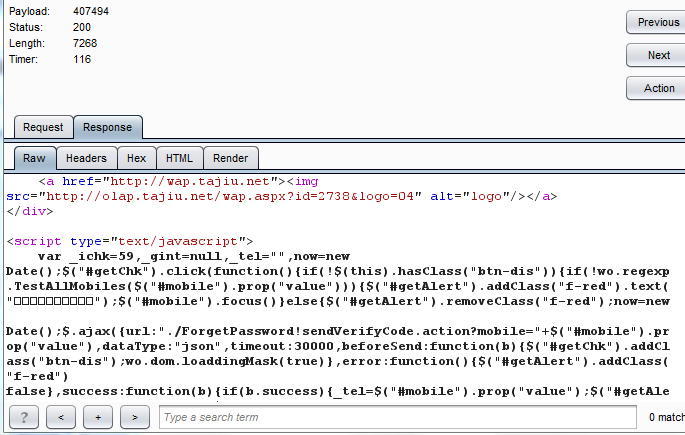 Payload: 407494
Status: 200
Length: 7268
Timer: 116
Previous
Next
Action
Request Response
Raw Headers Hex HTML Render
<a href="http://wap.tajiu.net"><img
src="http://olap.tajiu.net/wap.aspx?id=2738&logo=04" alt="logo"/></a>
</div>
<script type="text/javascript">
var _ichk=59,_gint=null,_tel="",now=new
Date();$("#getChk").click(function(){if(!$(this).hasClass("btn-dis")){if(!wo.regexp
.TestAllMobiles($("#mobile").prop("value"))){$("#getAlert").addClass("f-red").text(
"□□□□□□□□□□");$("#mobile").focus()}else{$("#getAlert").removeClass("f-red");now=new
Date();$.ajax({url:"./ForgetPassword!sendVerifyCode.action?mobile="+$("#mobile").pr
op("value"),dataType:"json",timeout:30000,beforeSend:function(b){$("#getChk").addCl
ass("btn-dis");wo.dom.loaddingMask(true)},error:function(){$("#getAlert").addClass(
"f-red")
false},success:function(b){if(b.success){_tel=$("#mobile").prop("value");$("#getAle
? < + > Type a search term 0 match